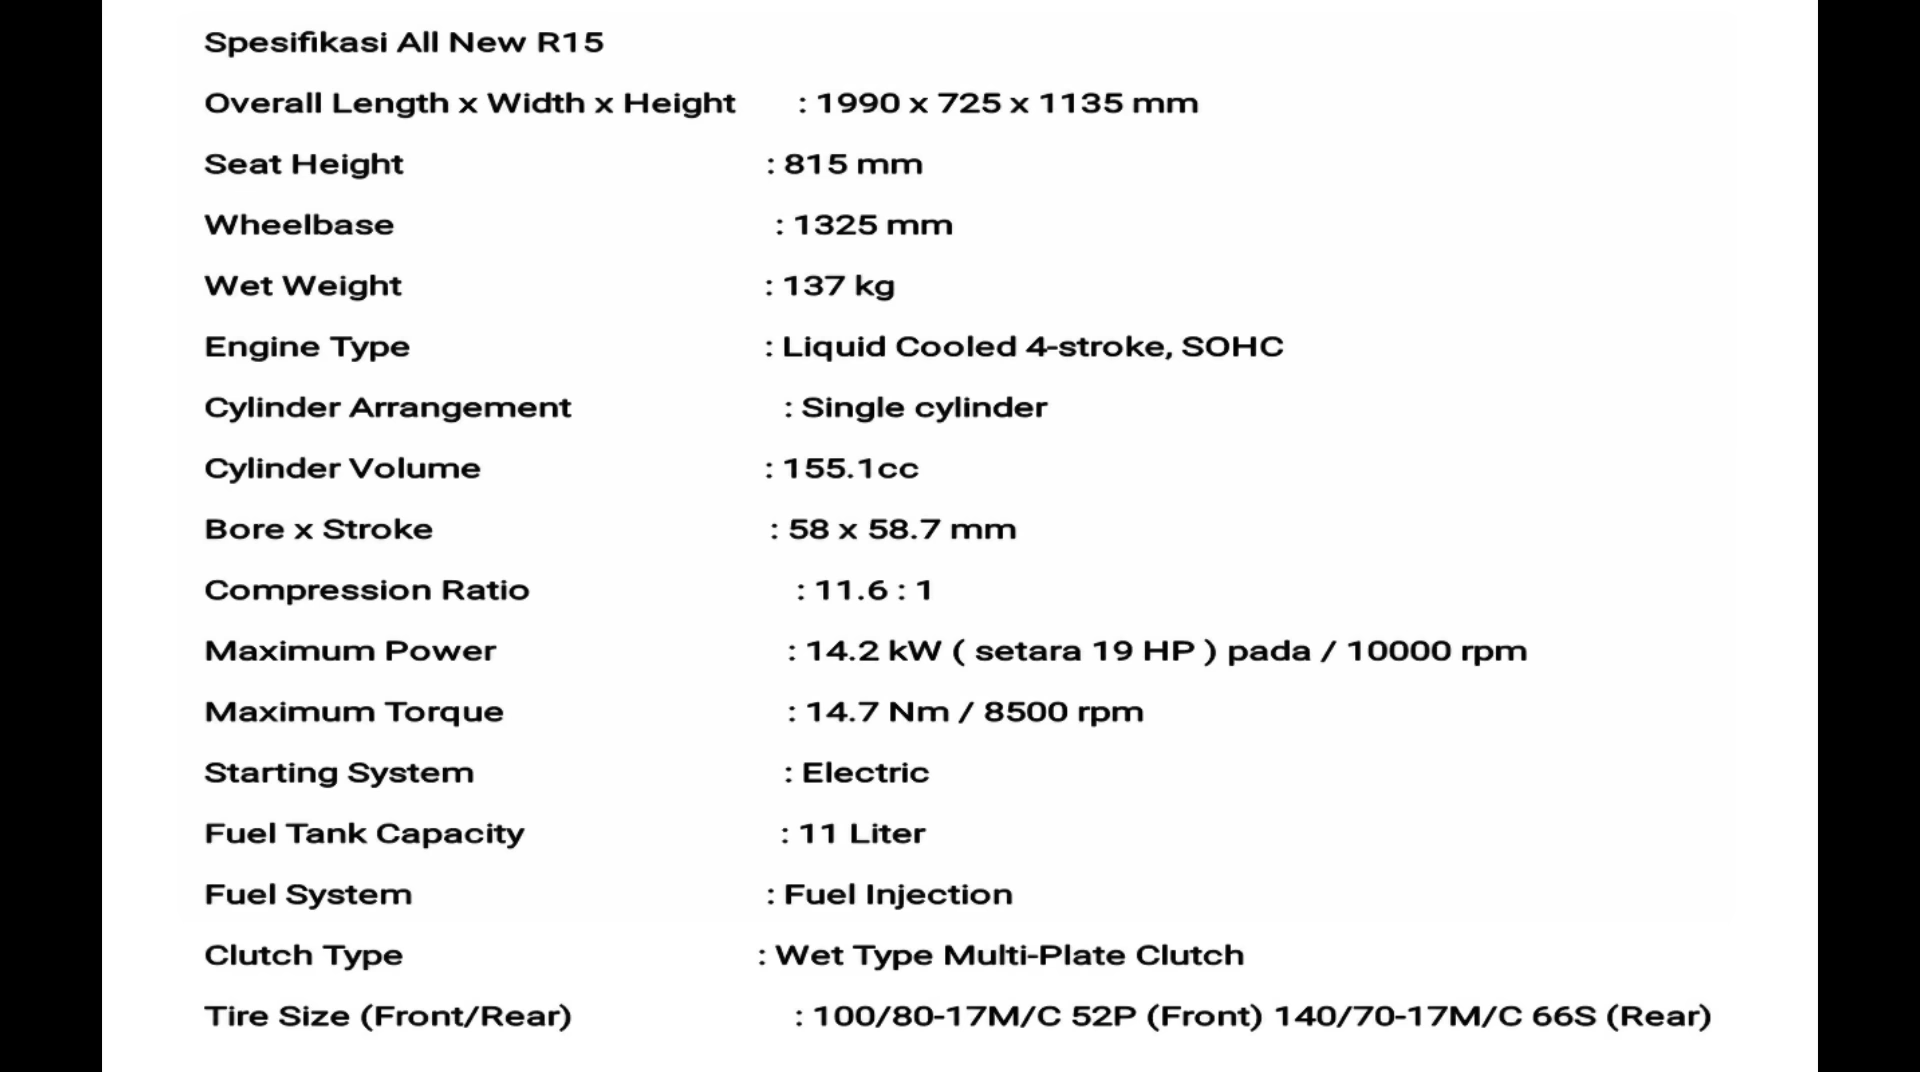 Spesifikasi All New R15
Overall Length x Width x Height : 1990 x 725 x 1135 mm
Seat Height : 815 mm
Wheelbase : 1325 mm
Wet Weight : 137 kg
Engine Type : Liquid Cooled 4-stroke, SOHC
Cylinder Arrangement : Single cylinder
Cylinder Volume : 155.1cc
Bore x Stroke : 58 x 58.7 mm
Compression Ratio : 11.6 : 1
Maximum Power : 14.2 kW ( setara 19 HP ) pada / 10000 rpm
Maximum Torque : 14.7 Nm / 8500 rpm
Starting System : Electric
Fuel Tank Capacity : 11 Liter
Fuel System : Fuel Injection
Clutch Type : Wet Type Multi-Plate Clutch
Tire Size (Front/Rear) : 100/80-17M/C 52P (Front) 140/70-17M/C 66S (Rear)